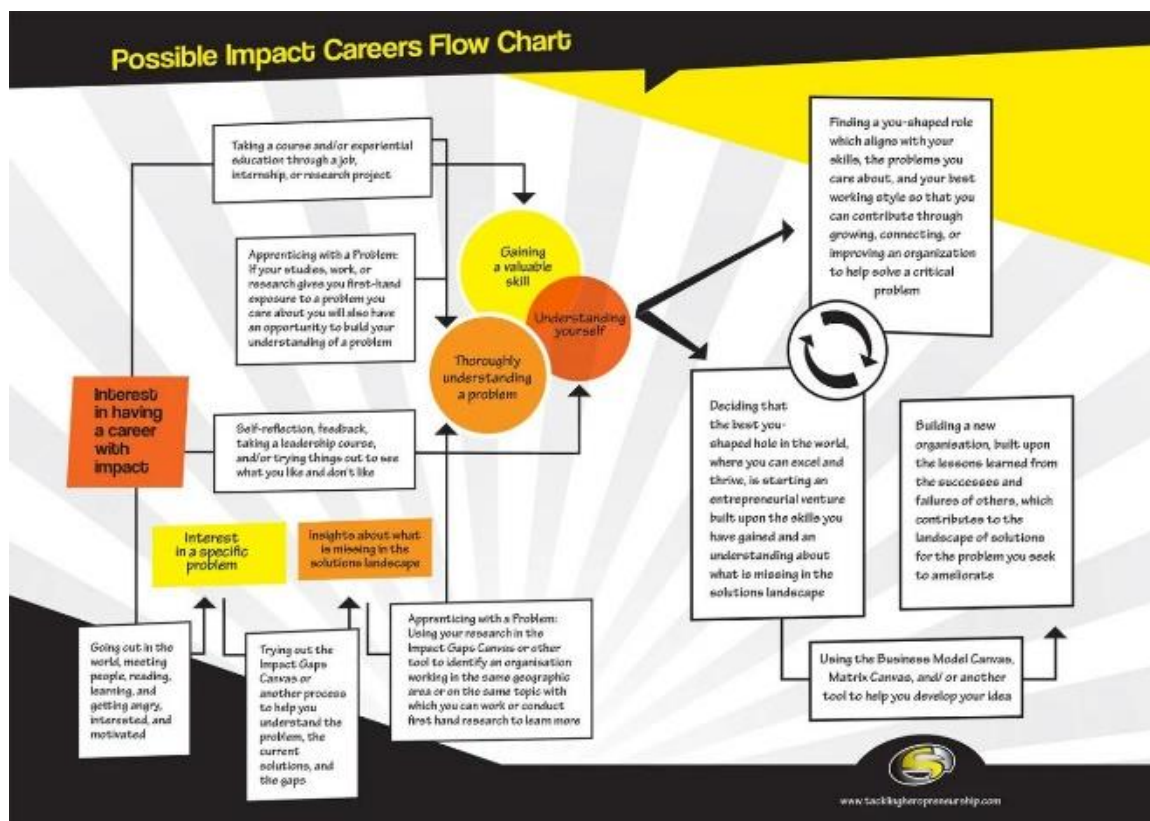 Possible Impact Careers Flow Chart
Taking a course and/or experiential
education through a job,
internship, or research project
Apprenticing with a Problem:
If your studies, work, or
research gives you first-hand
exposure to a problem you
care about you will also have
an opportunity to build your
understanding of a problem
Gaining
a valuable
skill
Understanding
yourself
Thoroughly
understanding
a problem
Interest
in having
a career
with
impact
Self-reflection, feedback,
taking a leadership course,
and/or trying things out to see
what you like and don't like
Interest
in a specific
problem
Insights about what
is missing in the
solutions landscape
Going out in the
world, meeting
people, reading,
learning, and
getting angry,
interested, and
motivated
Trying out the
Impact Gaps
Canvas or
another process
to help you
understand the
problem, the
current
solutions, and
the gaps
Apprenticing with a Problem:
Using your research in the
Impact Gaps Canvas or other
tool to identify an organisation
working in the same geographic
area or on the same topic with
which you can work or conduct
first hand research to learn more
Finding a you-shaped role
which aligns with your
skills, the problems you
care about, and your best
working style so that you
can contribute through
growing, connecting, or
improving an organization
to help solve a critical
problem
Deciding that
the best you-
shaped hole in the world,
where you can excel and
thrive, is starting an
entrepreneurial venture
built upon the skills you
have gained and an
understanding about
what is missing in the
solutions landscape
Building a new
organisation, built upon
the lessons learned from
the successes and
failures of others, which
contributes to the
landscape of solutions
for the problem you seek
to ameliorate
Using the Business Model Canvas,
Matrix Canvas, and/ or another
tool to help you develop your idea
www.tacklingheropreneurship.com